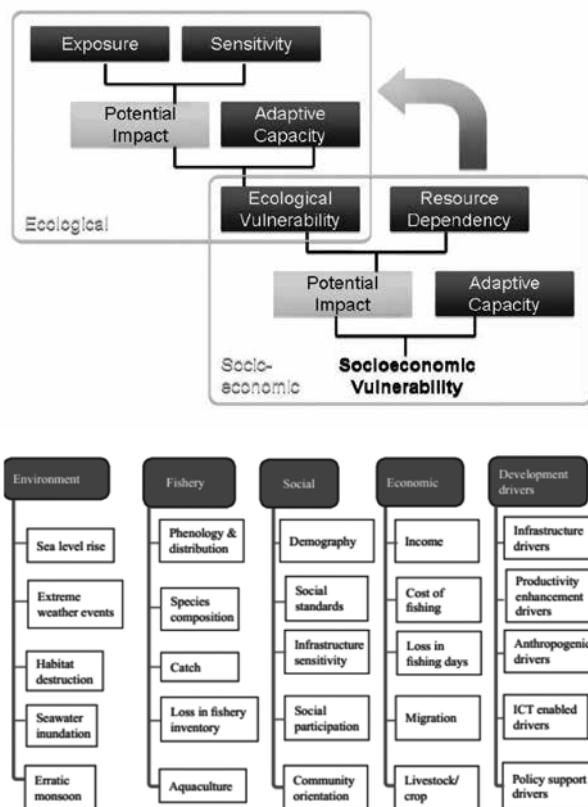 Exposure
Sensitivity
Potential
Impact
Adaptive
Capacity
Ecological
Vulnerability
Resource
Dependency
Ecological
Potential
Impact
Adaptive
Capacity
Socio-
economic
Socioeconomic
Vulnerability
Environment
Sea level rise
Extreme
weather events
Habitat
destruction
Seawater
inundation
Erratic
monsoon
Fishery
Phenology &
distribution
Species
composition
Catch
Loss in fishery
inventory
Aquaculture
Social
Demography
Social
standards
Infrastructure
sensitivity
Social
participation
Community
orientation
Economic
Income
Cost of
fishing
Loss in
fishing days
Migration
Livestock/
crop
Development
drivers
Infrastructure
drivers
Productivity
enhancement
drivers
Anthropogenic
drivers
ICT enabled
drivers
Policy support
drivers